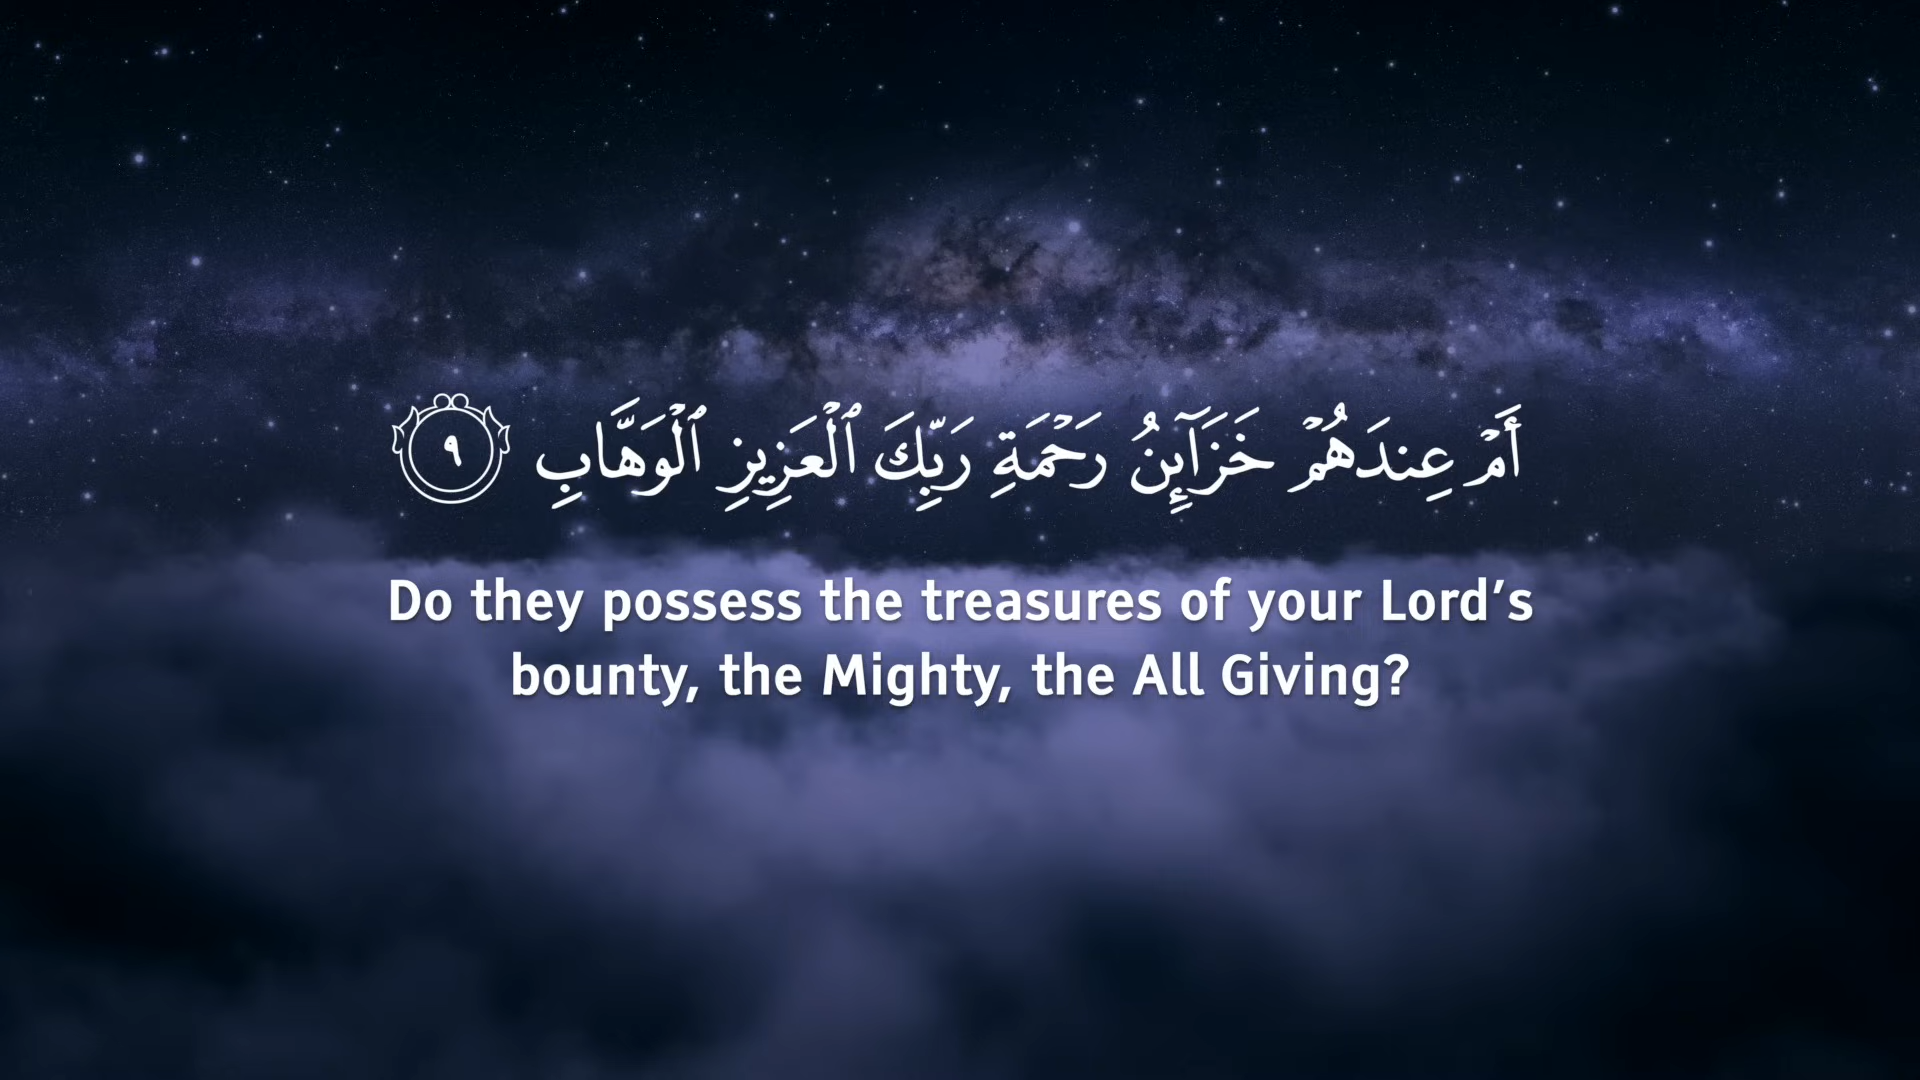 أَمْ عِندَهُمْ خَزَآئِنُ رَحْمَةِ رَبِّكَ ٱلْعَزِيزِ ٱلْوَهَّابِ ٩
Do they possess the treasures of your Lord’s
bounty, the Mighty, the All Giving?